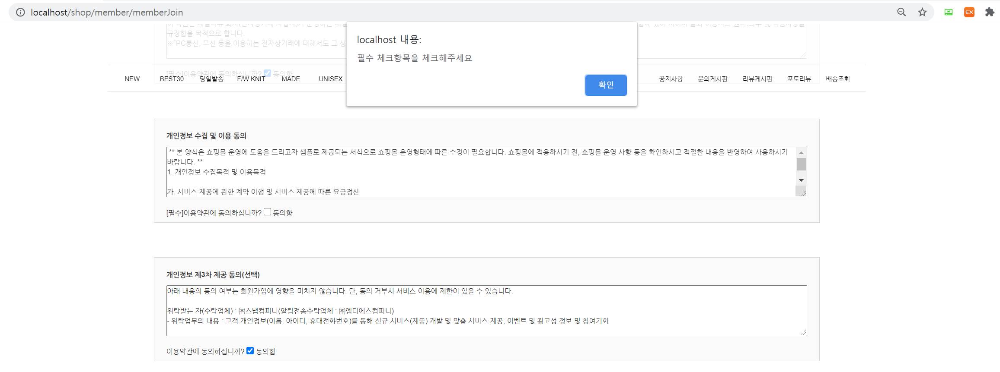 localhost/shop/member/memberJoin
규정함을 목적으로 합니다.
※「PC통신, 무선 등을 이용하는 전자상거래에 대해서도 그 성
localhost 내용:
필수 체크항목을 체크해주세요
확인
[필수]이용약관에 동의하십니까? 동의함
NEW BEST30 당일발송 F/W KNIT MADE UNISEX 공지사항 문의게시판 리뷰게시판 포토리뷰 배송조회
개인정보 수집 및 이용 동의
** 본 양식은 쇼핑몰 운영에 도움을 드리고자 샘플로 제공되는 서식으로 쇼핑몰 운영형태에 따른 수정이 필요합니다. 쇼핑몰에 적용하시기 전, 쇼핑몰 운영 사항 등을 확인하시고 적절한 내용을 반영하여 사용하시기
바랍니다. **
1. 개인정보 수집목적 및 이용목적
가. 서비스 제공에 관한 계약 이행 및 서비스 제공에 따른 요금정산
[필수]이용약관에 동의하십니까? 동의함
개인정보 제3차 제공 동의(선택)
아래 내용의 동의 여부는 회원가입에 영향을 미치지 않습니다. 단, 동의 거부시 서비스 이용에 제한이 있을 수 있습니다.
위탁받는 자(수탁업체) : ㈜스냅컴퍼니(알림전송수탁업체 : ㈜엠티에스컴퍼니)
- 위탁업무의 내용 : 고객 개인정보(이름, 아이디, 휴대전화번호)를 통해 신규 서비스(제품) 개발 및 맞춤 서비스 제공, 이벤트 및 광고성 정보 및 참여기회
이용약관에 동의하십니까? 동의함